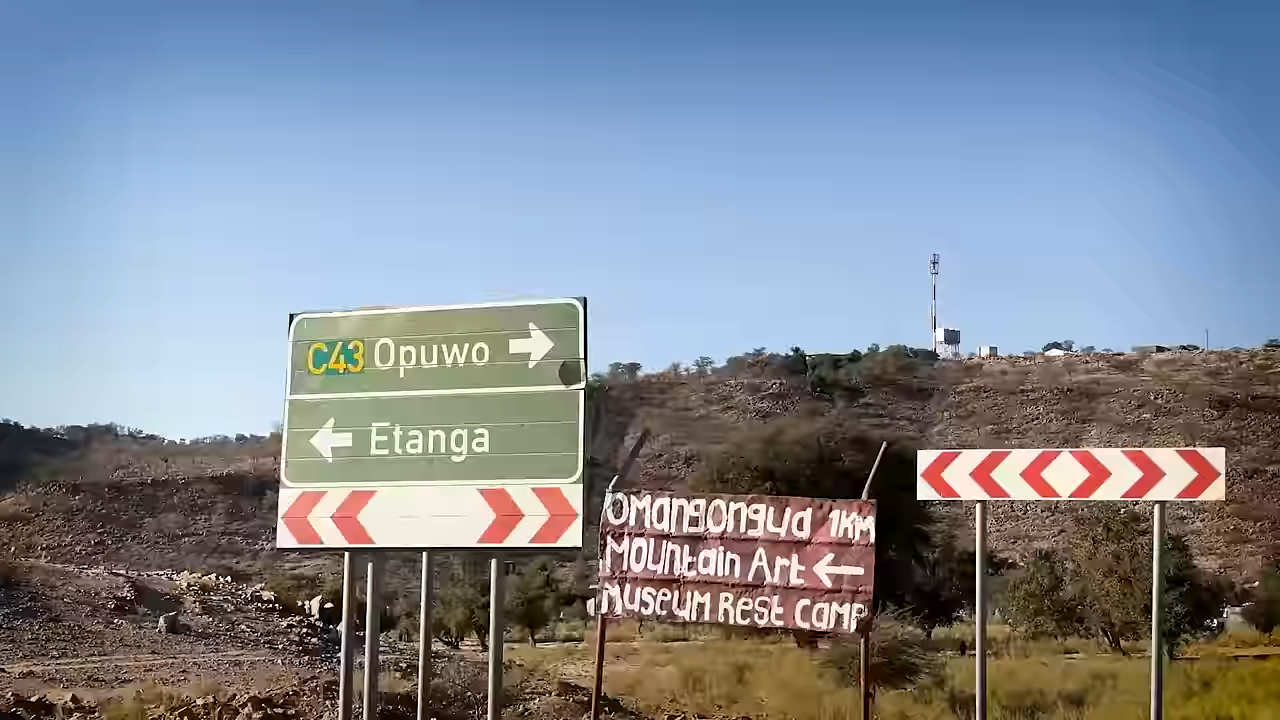 C43 Opuwo
Etanga
OMangongua 1KM
Mountain Art
Museum Rest Camp